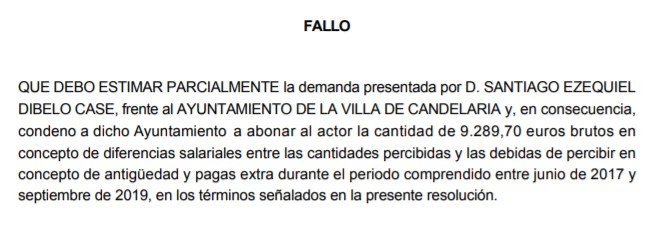 FALLO
QUE DEBO ESTIMAR PARCIALMENTE la demanda presentada por D. SANTIAGO EZEQUIEL
DIBELO CASE, frente al AYUNTAMIENTO DE LA VILLA DE CANDELARIA y, en consecuencia,
condeno a dicho Ayuntamiento a abonar al actor la cantidad de 9.289,70 euros brutos en
concepto de diferencias salariales entre las cantidades percibidas y las debidas de percibir en
concepto de antigüedad y pagas extra durante el periodo comprendido entre junio de 2017 y
septiembre de 2019, en los términos señalados en la presente resolución.